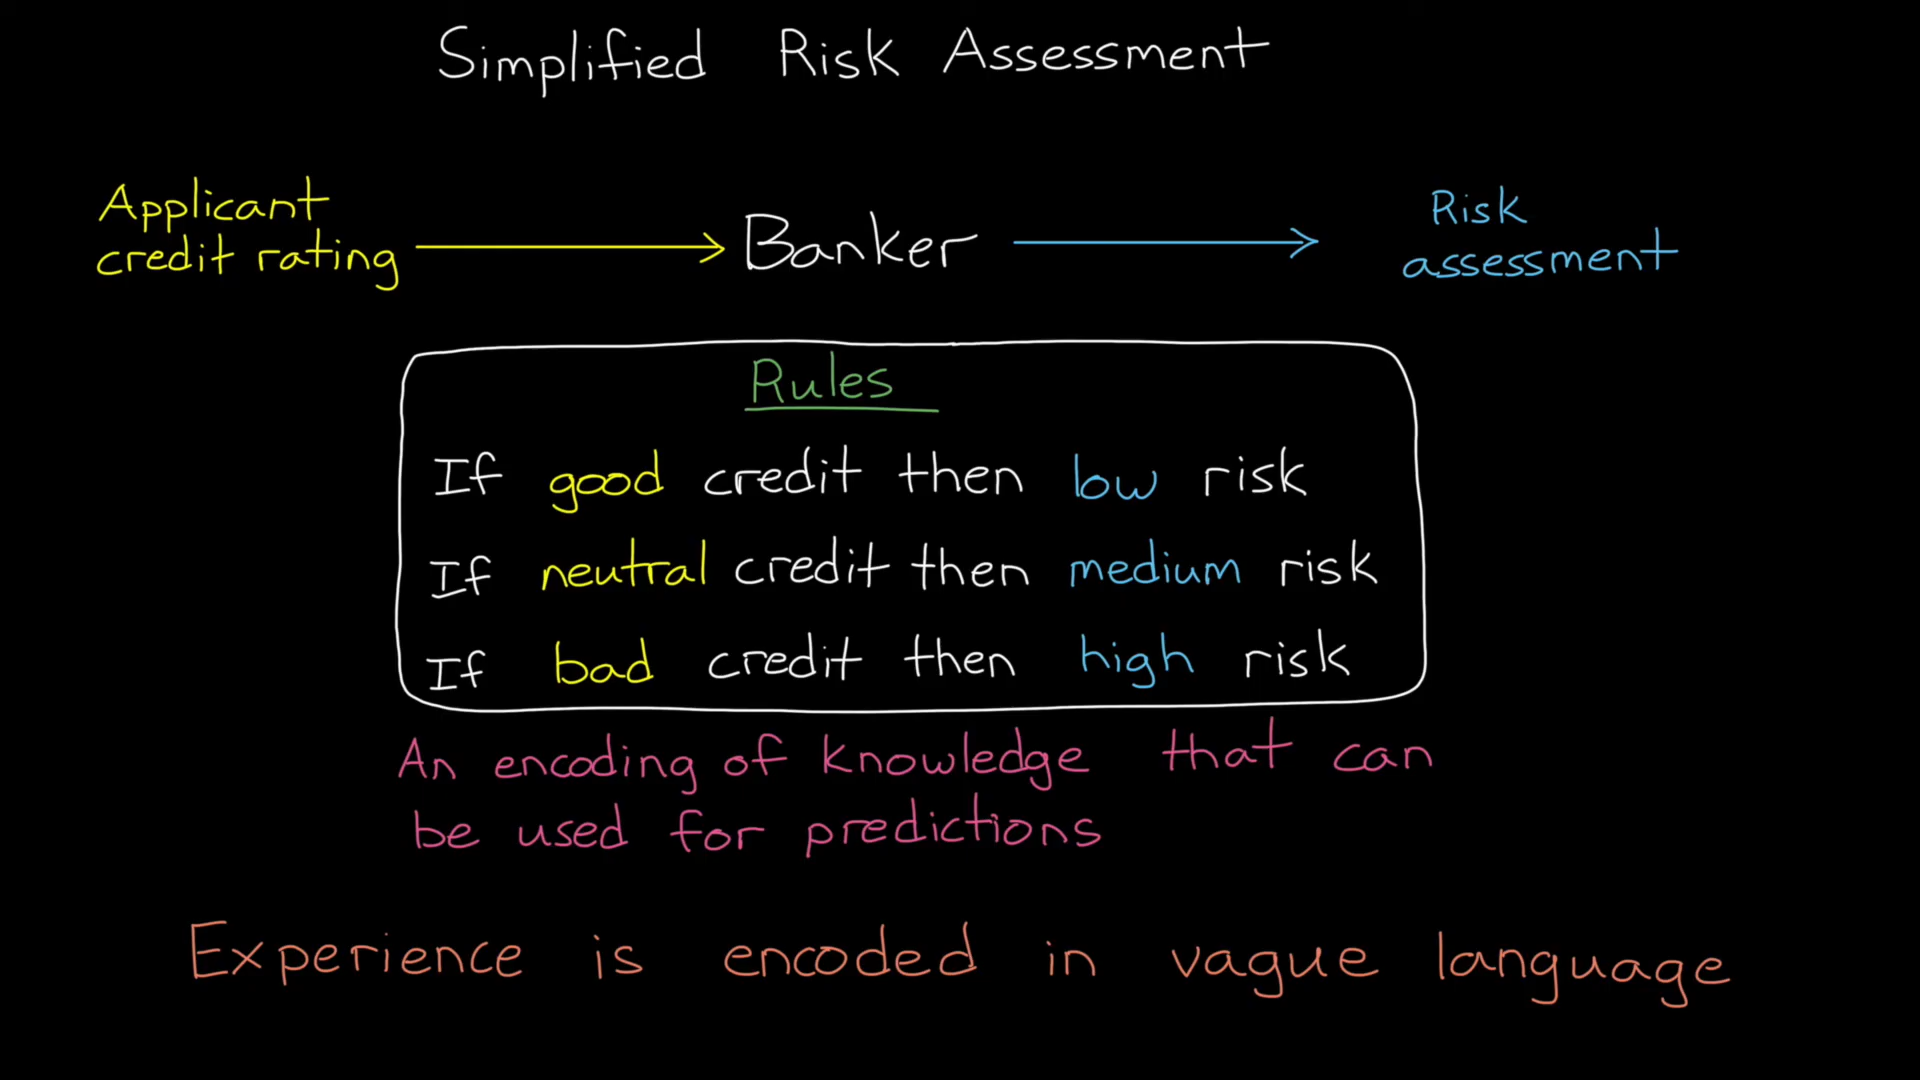 Simplified Risk Assessment
Applicant
credit rating
Banker
Risk
assessment
Rules
If good credit then low risk
If neutral credit then medium risk
If bad credit then high risk
An encoding of knowledge that can
be used for predictions
Experience is encoded in vague language